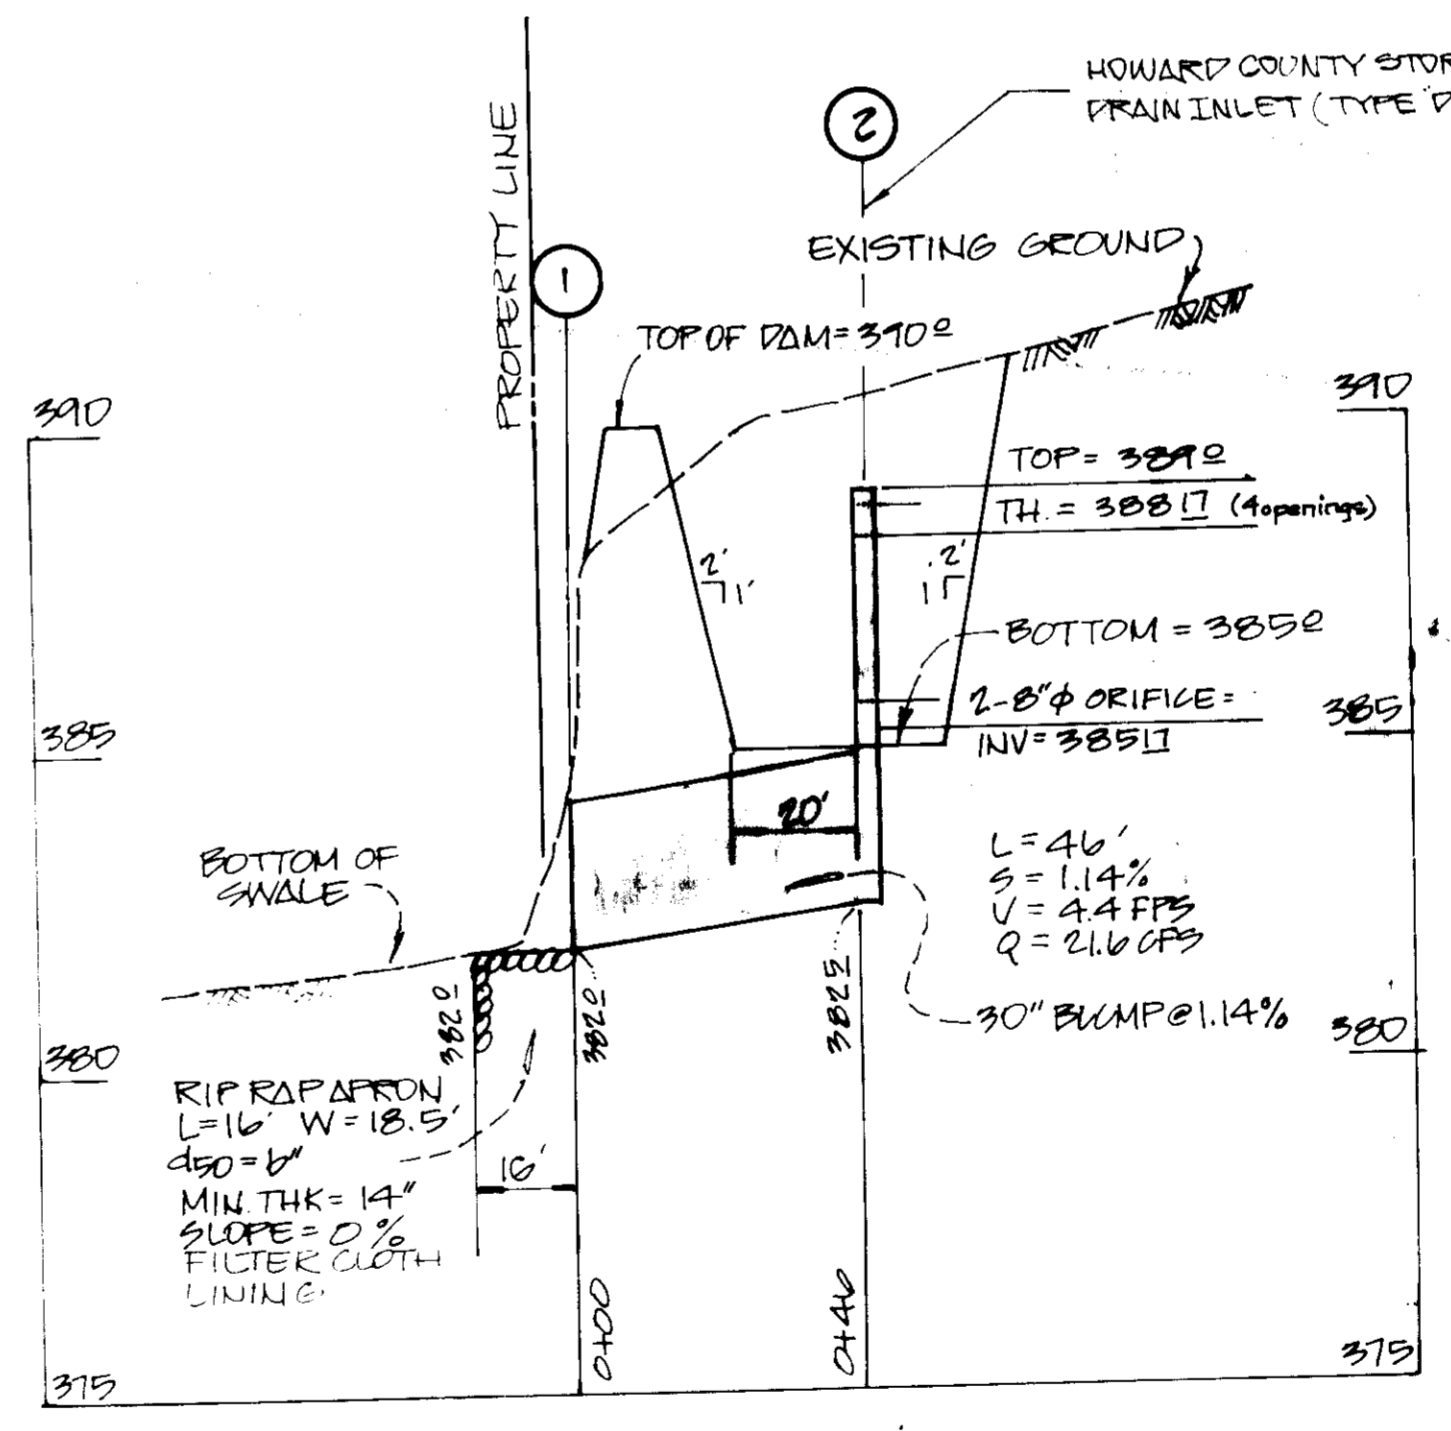 HOWARD COUNTY STOR
DRAIN INLET (TYPE "D
2
PROPERTY LINE
EXISTING GROUND
1
TOP OF DAM = 390 0
390
390
TOP = 389 0
TH. = 388 17 (4 openings)
2'
1'
2'
1
BOTTOM = 385 0
2-8"ϕ ORIFICE =
INV = 385 17
385
385
20'
BOTTOM OF
SWALE
L = 46'
S = 1.14%
V = 4.4 FPS
Q = 21.6 CFS
382 0
382 0
382 5
30" BCCMP @ 1.14%
380
380
RIP RAP APRON
L=16' W=18.5'
d50 = 6"
MIN. THK = 14"
SLOPE = 0%
FILTER CLOTH
LINING
16'
0+00
0+46
375
375